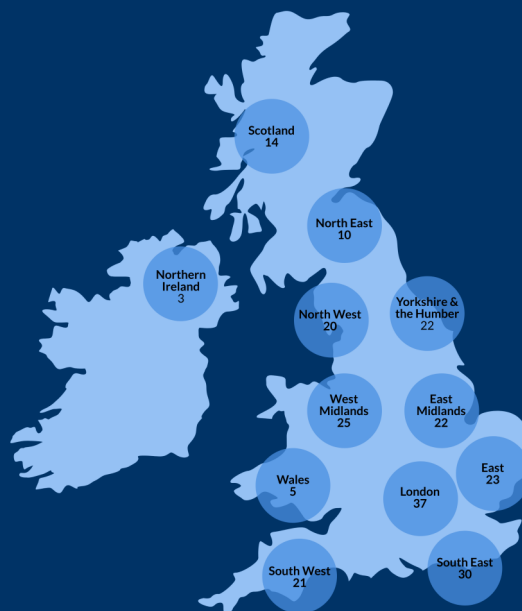 Scotland
14
North East
10
Northern
Ireland
3
North West
20
Yorkshire &
the Humber
22
West
Midlands
25
East
Midlands
22
East
23
Wales
5
London
37
South East
30
South West
21